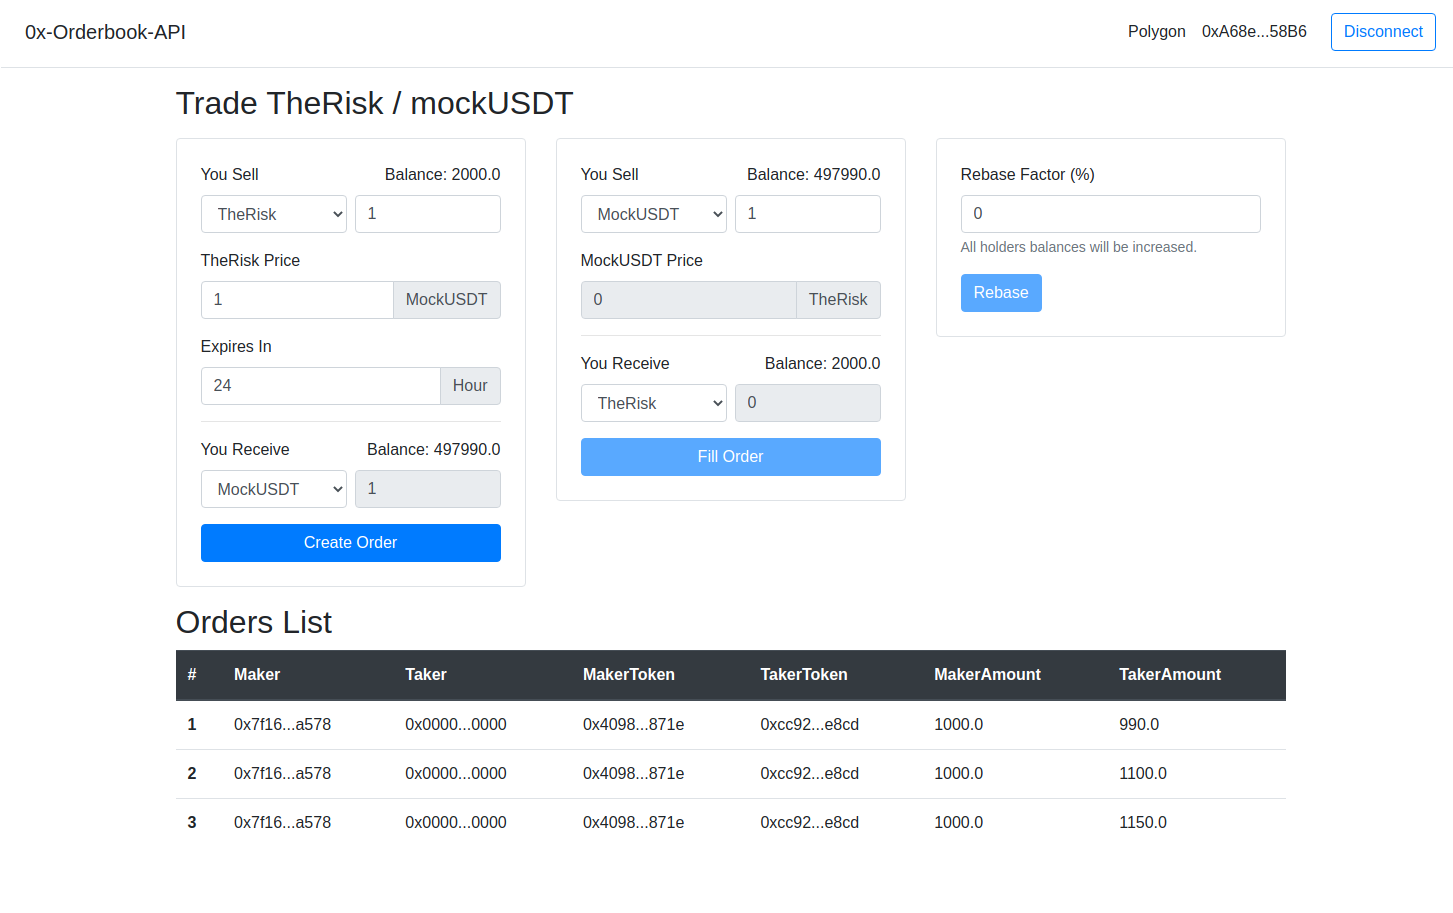 0x-Orderbook-API
Polygon 0xA68e...58B6 Disconnect
Trade TheRisk / mockUSDT
You Sell Balance: 2000.0
TheRisk 1
TheRisk Price
1 MockUSDT
Expires In
24 Hour
You Receive Balance: 497990.0
MockUSDT 1
Create Order
You Sell Balance: 497990.0
MockUSDT 1
MockUSDT Price
0 TheRisk
You Receive Balance: 2000.0
TheRisk 0
Fill Order
Rebase Factor (%)
0
All holders balances will be increased.
Rebase
Orders List
# Maker Taker MakerToken TakerToken MakerAmount TakerAmount
1 0x7f16...a578 0x0000...0000 0x4098...871e 0xcc92...e8cd 1000.0 990.0
2 0x7f16...a578 0x0000...0000 0x4098...871e 0xcc92...e8cd 1000.0 1100.0
3 0x7f16...a578 0x0000...0000 0x4098...871e 0xcc92...e8cd 1000.0 1150.0